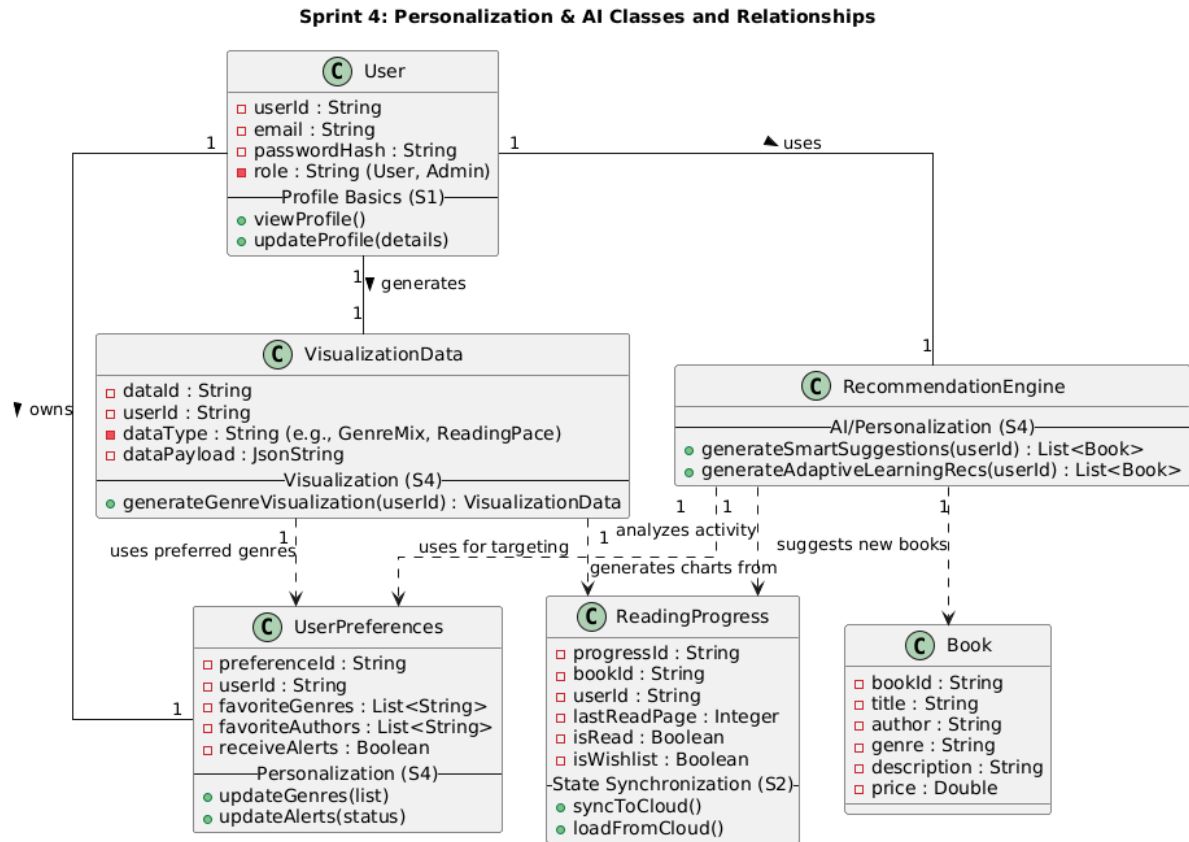 Sprint 4: Personalization & AI Classes and Relationships
C User
userId : String
email : String
passwordHash : String
role : String (User, Admin)
Profile Basics (S1)
viewProfile()
updateProfile(details)
1
1
uses
1
generates
1
owns
1
1
C VisualizationData
dataId : String
userId : String
dataType : String (e.g., GenreMix, ReadingPace)
dataPayload : JsonString
Visualization (S4)
generateGenreVisualization(userId) : VisualizationData
C RecommendationEngine
AI/Personalization (S4)
generateSmartSuggestions(userId) : List<Book>
generateAdaptiveLearningRecs(userId) : List<Book>
1
uses preferred genres
1
generates charts from
1
uses for targeting
1
analyzes activity
1
suggests new books
C UserPreferences
preferenceId : String
userId : String
favoriteGenres : List<String>
favoriteAuthors : List<String>
receiveAlerts : Boolean
Personalization (S4)
updateGenres(list)
updateAlerts(status)
C ReadingProgress
progressId : String
bookId : String
userId : String
lastReadPage : Integer
isRead : Boolean
isWishlist : Boolean
State Synchronization (S2)
syncToCloud()
loadFromCloud()
C Book
bookId : String
title : String
author : String
genre : String
description : String
price : Double